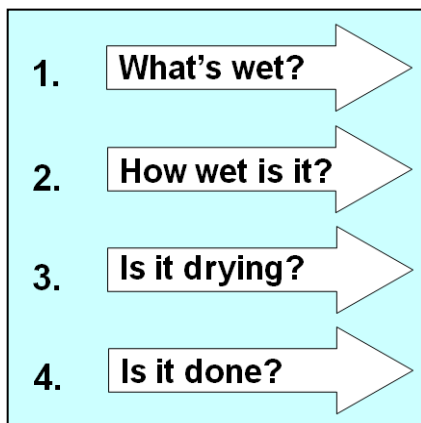 1. What's wet?
2. How wet is it?
3. Is it drying?
4. Is it done?